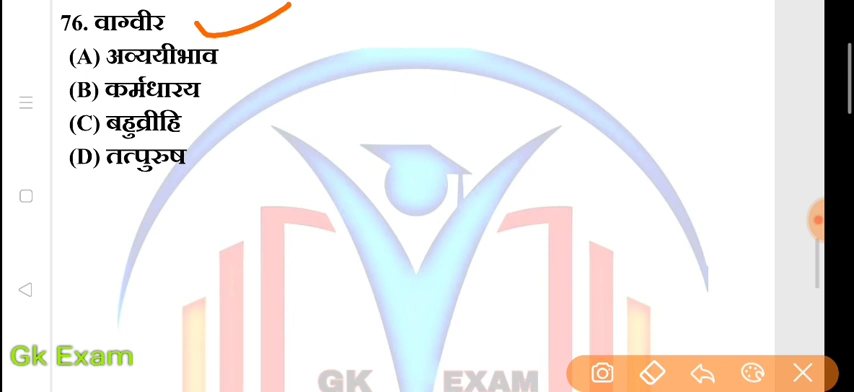 76. वाग्वीर
(A) अव्ययीभाव
(B) कर्मधारय
(C) बहुव्रीहि
(D) तत्पुरुष
Gk Exam
GK EXAM